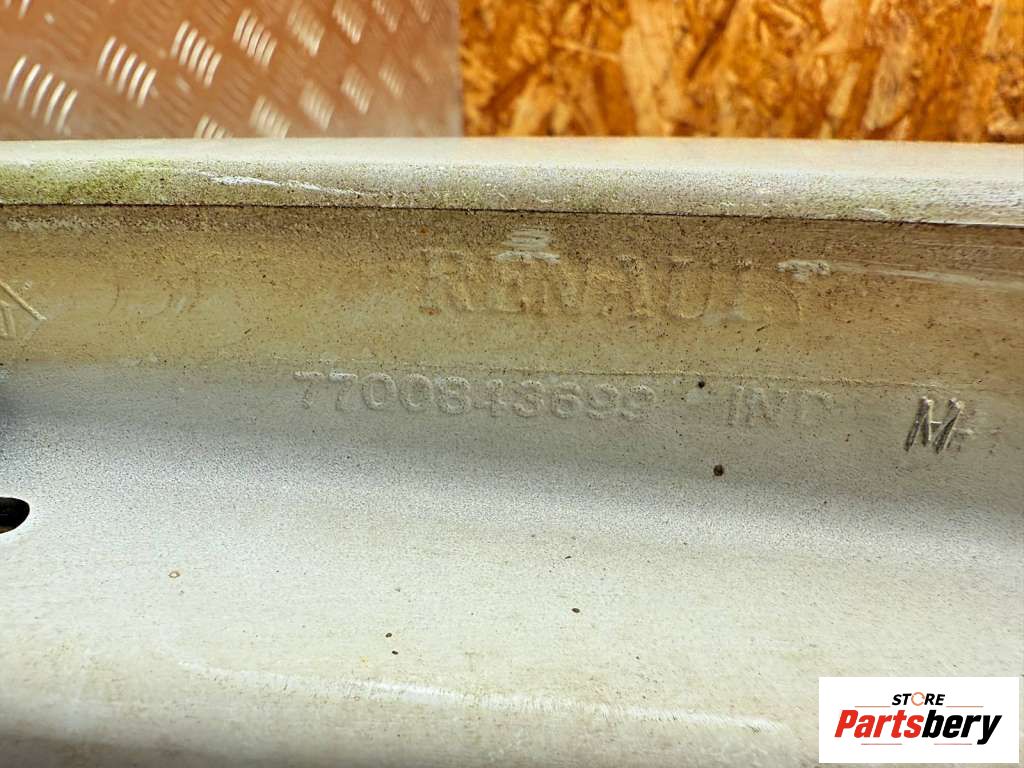 RENAULT
7700843699 IND
STORE
Partsbery